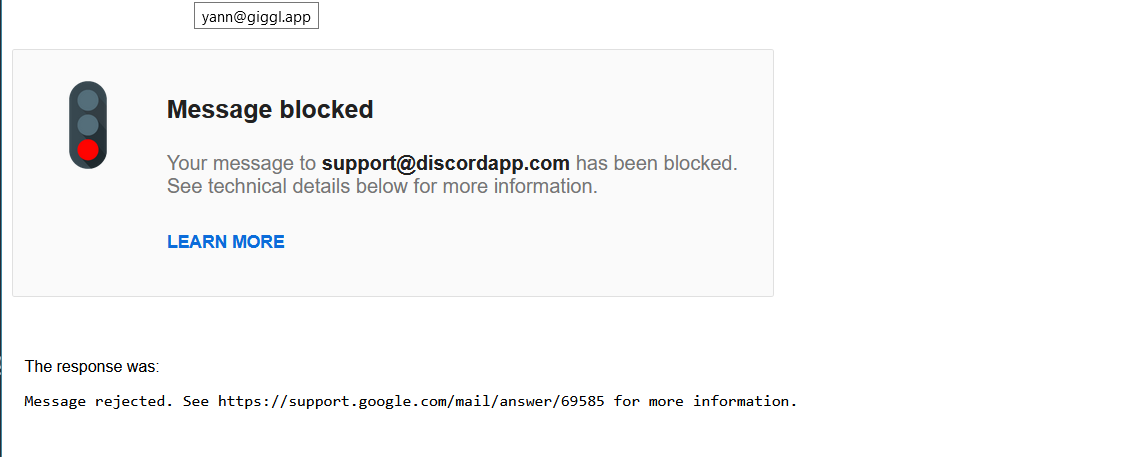 yann@giggl.app
Message blocked
Your message to support@discordapp.com has been blocked.
See technical details below for more information.
LEARN MORE
The response was:
Message rejected. See https://support.google.com/mail/answer/69585 for more information.